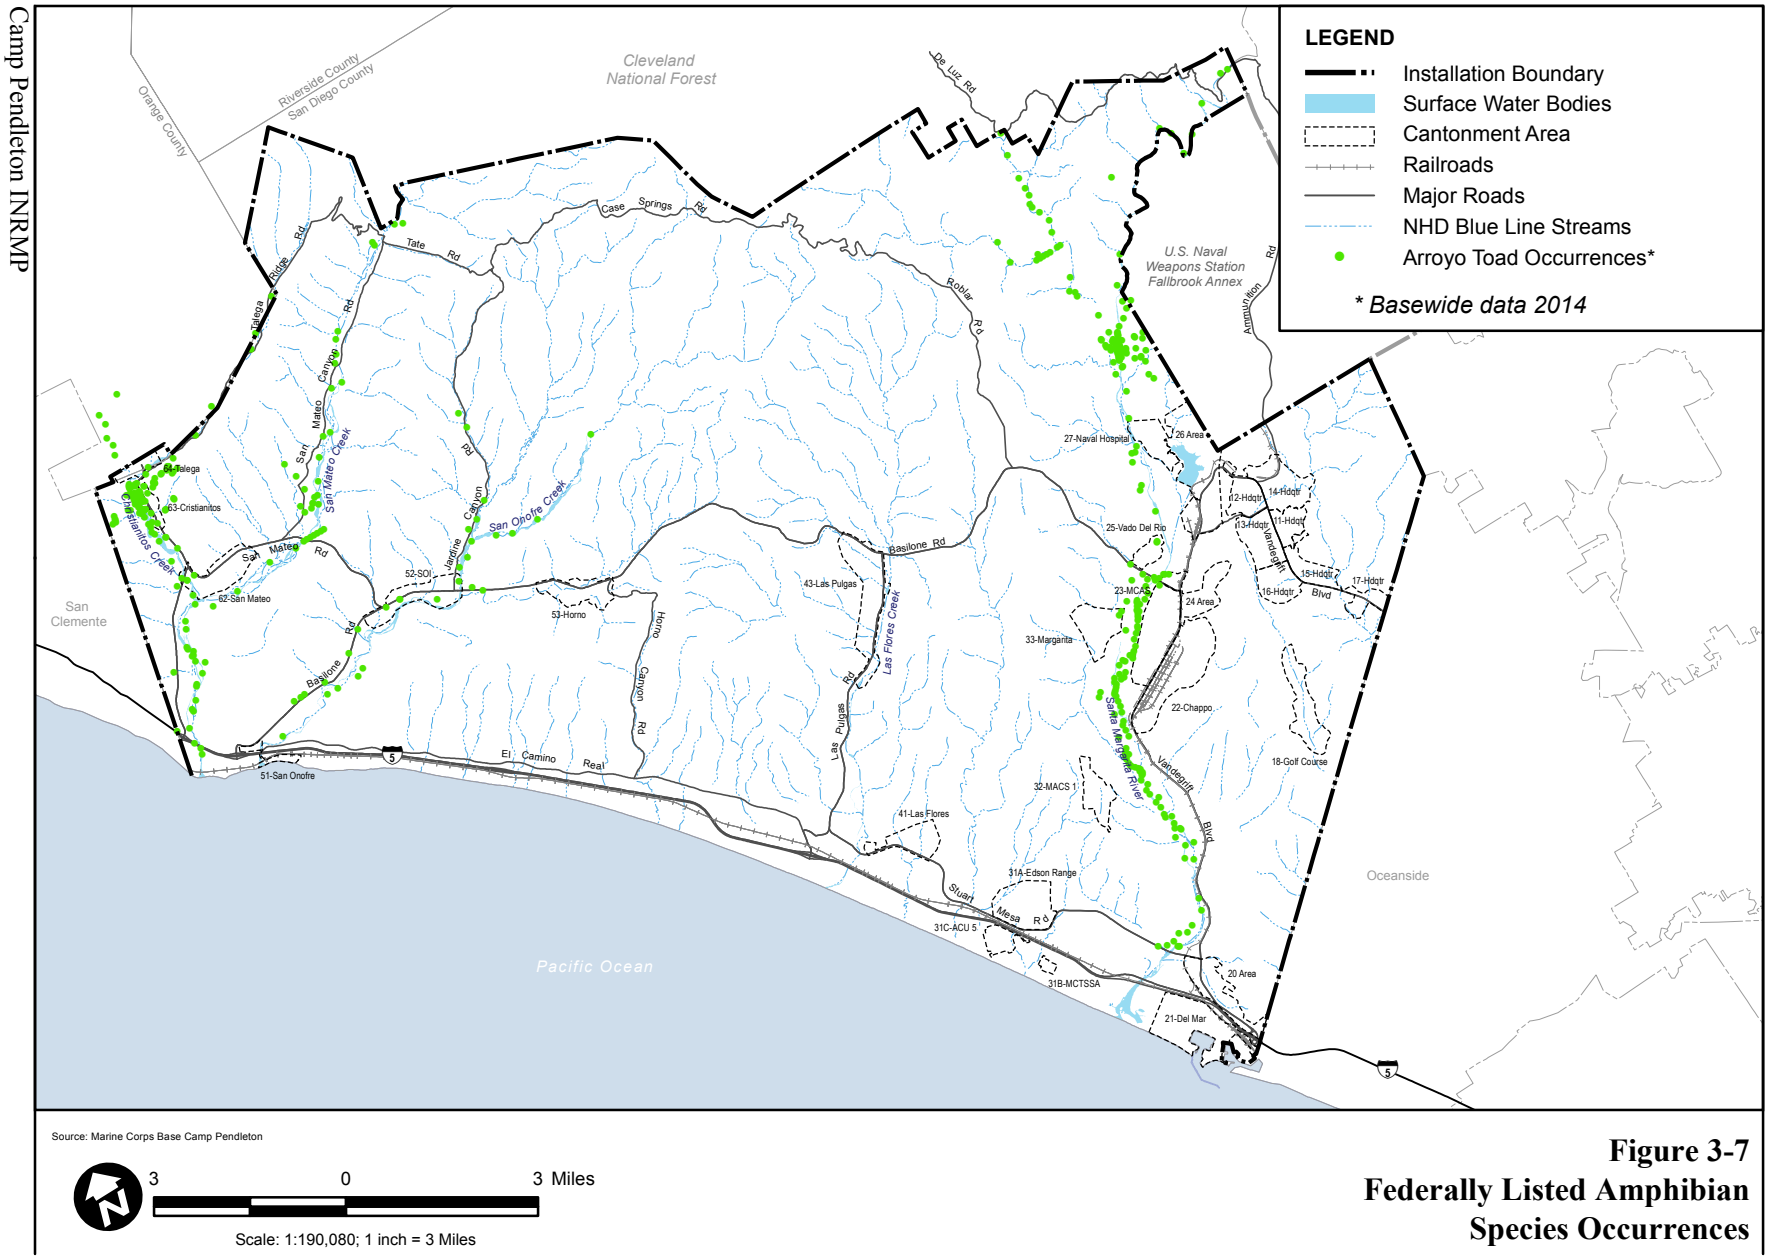 Camp Pendleton INRMP
LEGEND
Installation Boundary
Surface Water Bodies
Cantonment Area
Railroads
Major Roads
NHD Blue Line Streams
Arroyo Toad Occurrences*
* Basewide data 2014
Cleveland
National Forest
Riverside County
San Diego County
Orange County
De Luz Rd
Case Springs Rd
Tate Rd
Talega Ridge Rd
San Mateo Canyon Rd
Roblar Rd
U.S. Naval
Weapons Station
Fallbrook Annex
Ammunition Rd
San Mateo Creek
Jardine Canyon Rd
San Onofre Creek
27-Naval Hospital
26 Area
64-Talega
63-Cristianitos
Christianitos Creek
12-Hdqtr
14-Hdqtr
13-Hdqtr
11-Hdqtr
Vandegrift Blvd
15-Hdqtr
17-Hdqtr
16-Hdqtr
25-Vado Del Rio
San Mateo Rd
Basilone Rd
52-SOI
43-Las Pulgas
53-Horno
62-San Mateo
San
Clemente
23-MCAS
24 Area
33-Margarita
Las Flores Creek
Horno Canyon Rd
Basilone Rd
Las Pulgas Rd
Santa Margarita River
22-Chappo
18-Golf Course
5
El Camino Real
51-San Onofre
32-MACS 1
Vandegrift Blvd
41-Las Flores
31A-Edson Range
Stuart Mesa Rd
31C-ACU 5
31B-MCTSSA
20 Area
21-Del Mar
Oceanside
Pacific Ocean
5
Source: Marine Corps Base Camp Pendleton
N
3 0 3 Miles
Scale: 1:190,080; 1 inch = 3 Miles
Figure 3-7
Federally Listed Amphibian
Species Occurrences